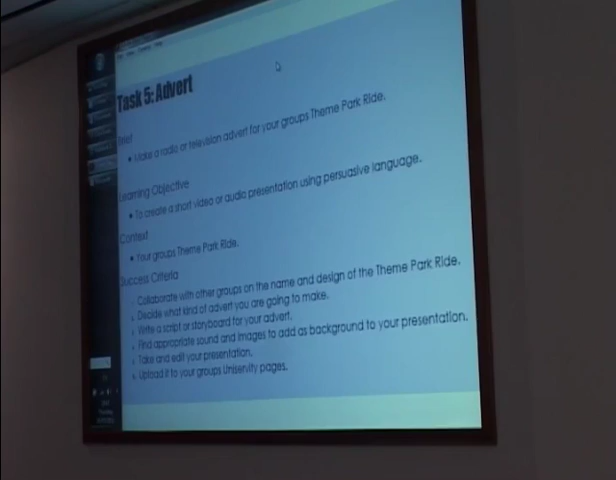 Task 5: Advert
Brief
• Make a radio or television advert for your groups Theme Park Ride.
Learning Objective
• To create a short video or audio presentation using persuasive language.
Context
• Your groups Theme Park Ride.
Success Criteria
Collaborate with other groups on the name and design of the Theme Park Ride.
Decide what kind of advert you are going to make.
Write a script or storyboard for your advert.
Find appropriate sound and images to add as background to your presentation.
Take and edit your presentation.
Upload it to your groups Uniservity pages.